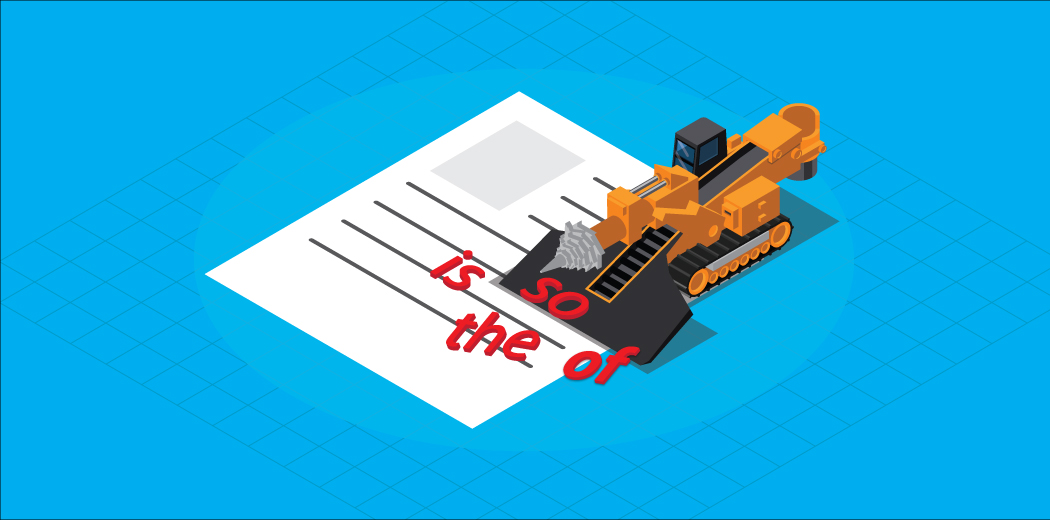 is so
the of